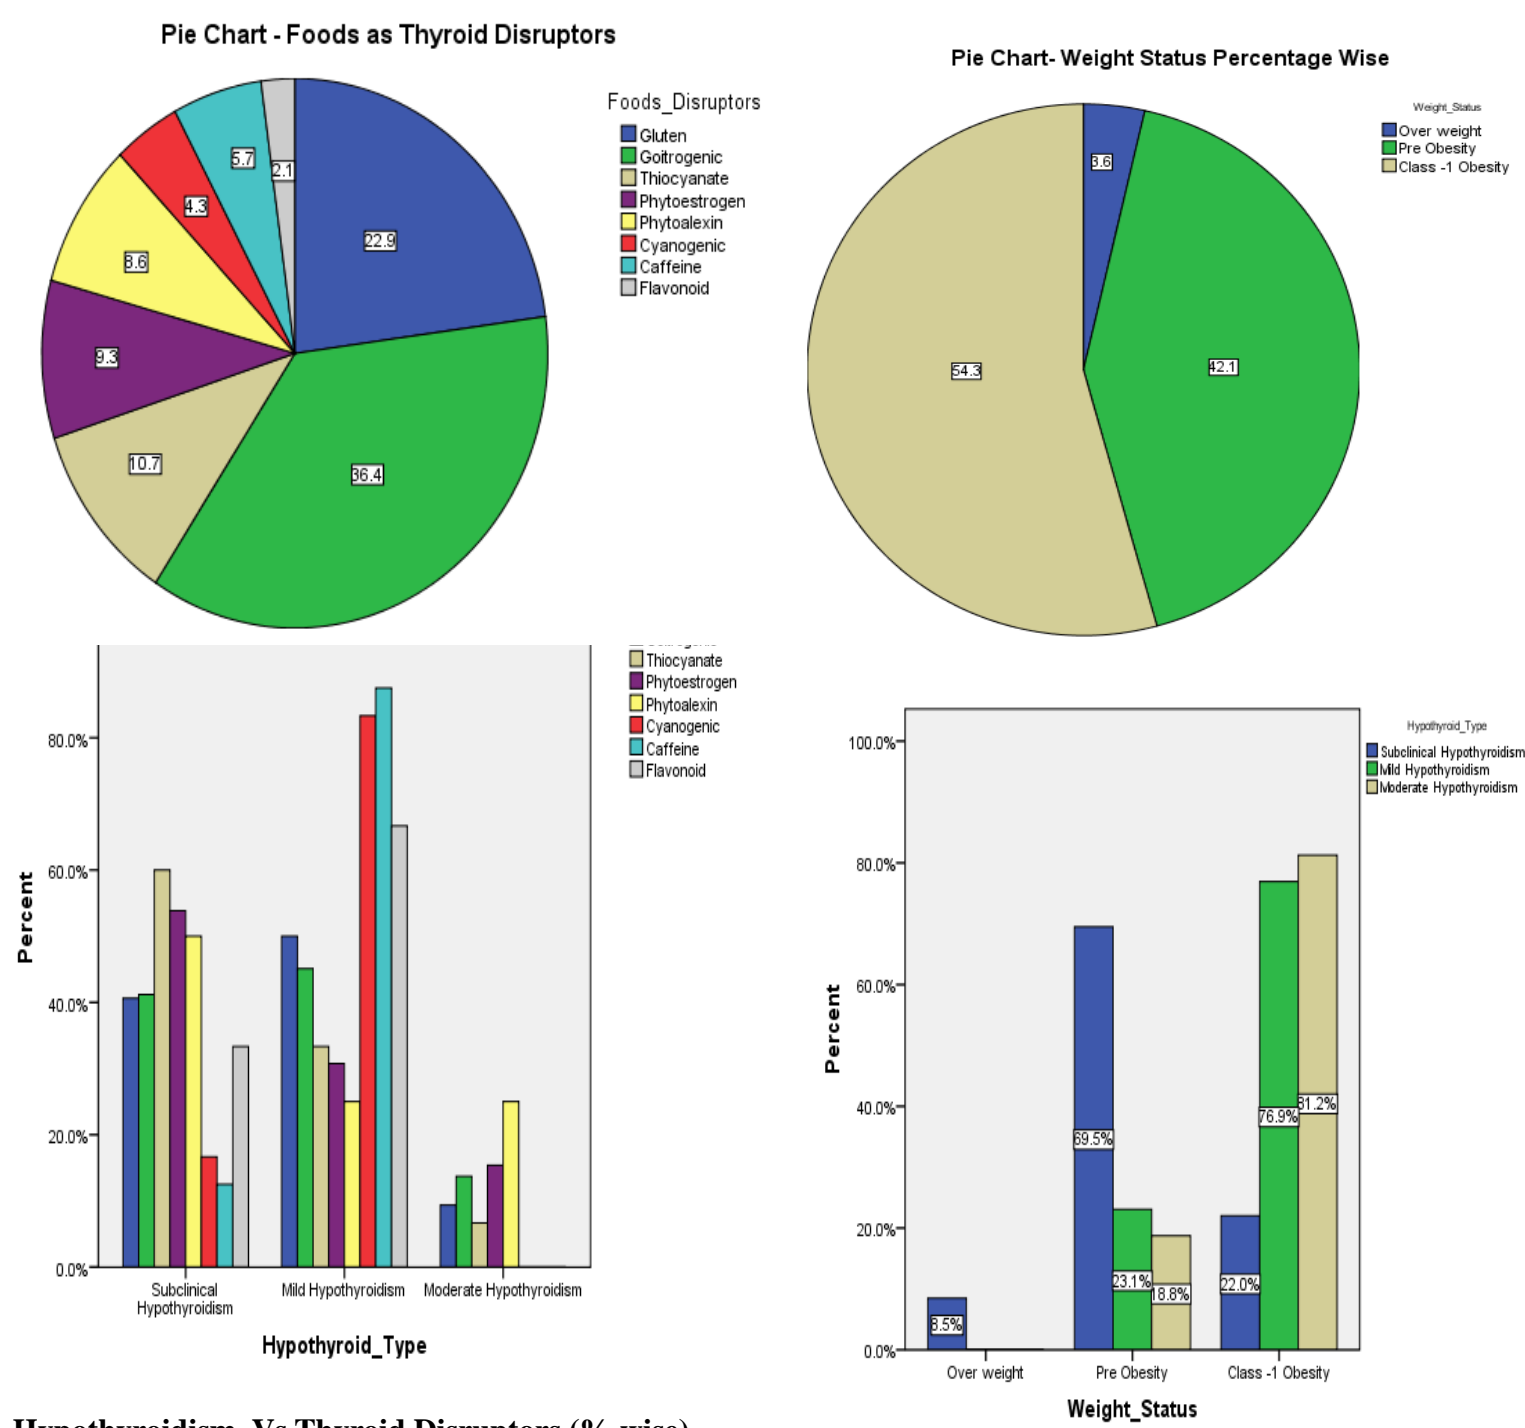 Pie Chart - Foods as Thyroid Disruptors
Foods_Disruptors
Gluten
Goitrogenic
Thiocyanate
Phytoestrogen
Phytoalexin
Cyanogenic
Caffeine
Flavonoid
22.9
36.4
10.7
9.3
8.6
4.3
5.7
2.1
Pie Chart- Weight Status Percentage Wise
Weight_Status
Over weight
Pre Obesity
Class -1 Obesity
3.6
42.1
54.3
Thiocyanate
Phytoestrogen
Phytoalexin
Cyanogenic
Caffeine
Flavonoid
Percent
80.0%
60.0%
40.0%
20.0%
0.0%
Subclinical
Hypothyroidism
Mild Hypothyroidism
Moderate Hypothyroidism
Hypothyroid_Type
Hypothyroid_Type
Subclinical Hypothyroidism
Mild Hypothyroidism
Moderate Hypothyroidism
Percent
100.0%
80.0%
60.0%
40.0%
20.0%
0.0%
8.5%
69.5%
23.1%
18.8%
22.0%
76.9%
81.2%
Over weight
Pre Obesity
Class -1 Obesity
Weight_Status
Hypothyroidism Vs Thyroid Disruptors (% wise)